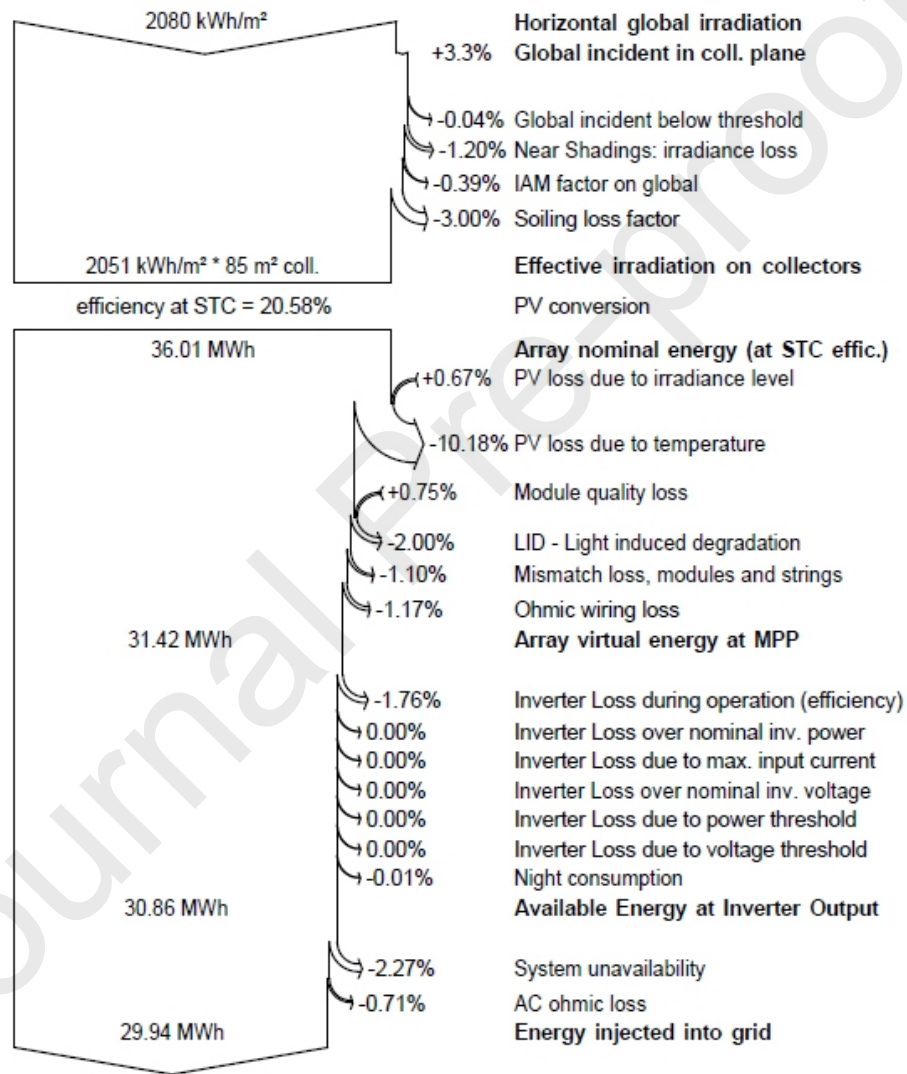 2080 kWh/m² Horizontal global irradiation
+3.3% Global incident in coll. plane
-0.04% Global incident below threshold
-1.20% Near Shadings: irradiance loss
-0.39% IAM factor on global
-3.00% Soiling loss factor
2051 kWh/m² * 85 m² coll. Effective irradiation on collectors
efficiency at STC = 20.58% PV conversion
36.01 MWh Array nominal energy (at STC effic.)
+0.67% PV loss due to irradiance level
-10.18% PV loss due to temperature
+0.75% Module quality loss
-2.00% LID - Light induced degradation
-1.10% Mismatch loss, modules and strings
-1.17% Ohmic wiring loss
31.42 MWh Array virtual energy at MPP
-1.76% Inverter Loss during operation (efficiency)
0.00% Inverter Loss over nominal inv. power
0.00% Inverter Loss due to max. input current
0.00% Inverter Loss over nominal inv. voltage
0.00% Inverter Loss due to power threshold
0.00% Inverter Loss due to voltage threshold
-0.01% Night consumption
30.86 MWh Available Energy at Inverter Output
-2.27% System unavailability
-0.71% AC ohmic loss
29.94 MWh Energy injected into grid
Journal Pre-proof